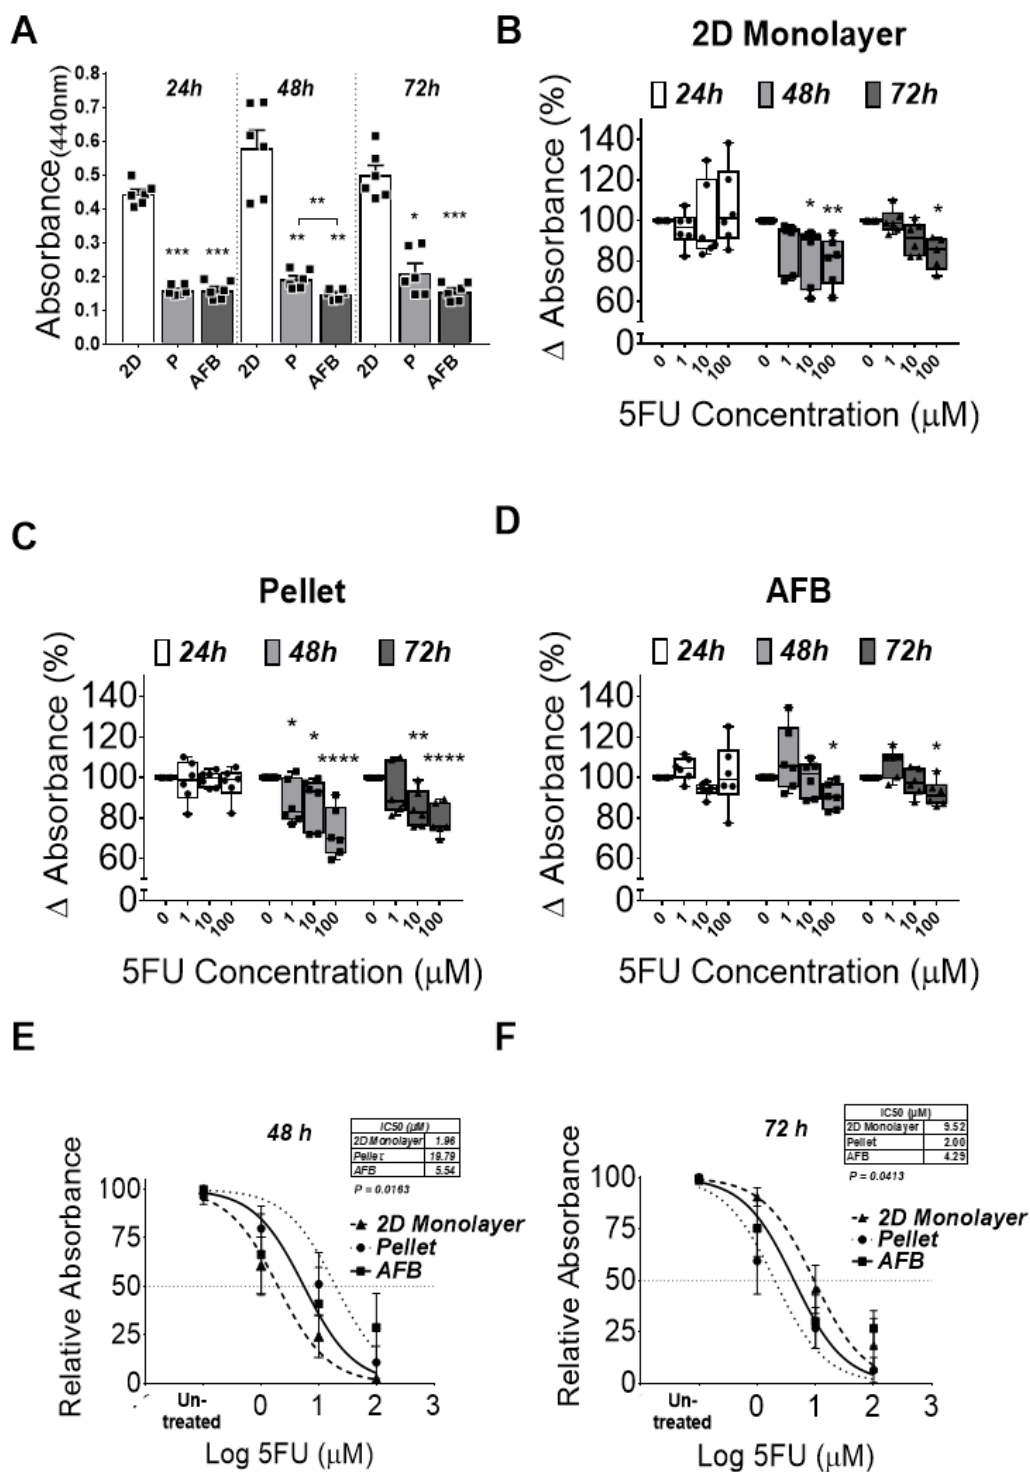 A
Absorbance(440nm)
24h 48h 72h
0.8
0.7
0.6
0.5
0.4
0.3
0.2
0.1
0.0
*** *** ** ** ** * ***
2D P AFB 2D P AFB 2D P AFB
B
2D Monolayer
24h 48h 72h
Δ Absorbance (%)
140
120
100
80
60
0
* ** *
0 1 10 100 0 1 10 100 0 1 10 100
5FU Concentration (μM)
C
Pellet
24h 48h 72h
Δ Absorbance (%)
140
120
100
80
60
0
* * **** ** ****
0 1 10 100 0 1 10 100 0 1 10 100
5FU Concentration (μM)
D
AFB
24h 48h 72h
Δ Absorbance (%)
140
120
100
80
60
0
* * *
0 1 10 100 0 1 10 100 0 1 10 100
5FU Concentration (μM)
E
48 h
IC50 (μM)
2D Monolayer 1.96
Pellet 19.79
AFB 5.54
P = 0.0163
2D Monolayer
Pellet
AFB
Relative Absorbance
100
75
50
25
0
Un-
treated
0 1 2 3
Log 5FU (μM)
F
72 h
IC50 (μM)
2D Monolayer 9.52
Pellet 2.00
AFB 4.29
P = 0.0413
2D Monolayer
Pellet
AFB
Relative Absorbance
100
75
50
25
0
Un-
treated
0 1 2 3
Log 5FU (μM)